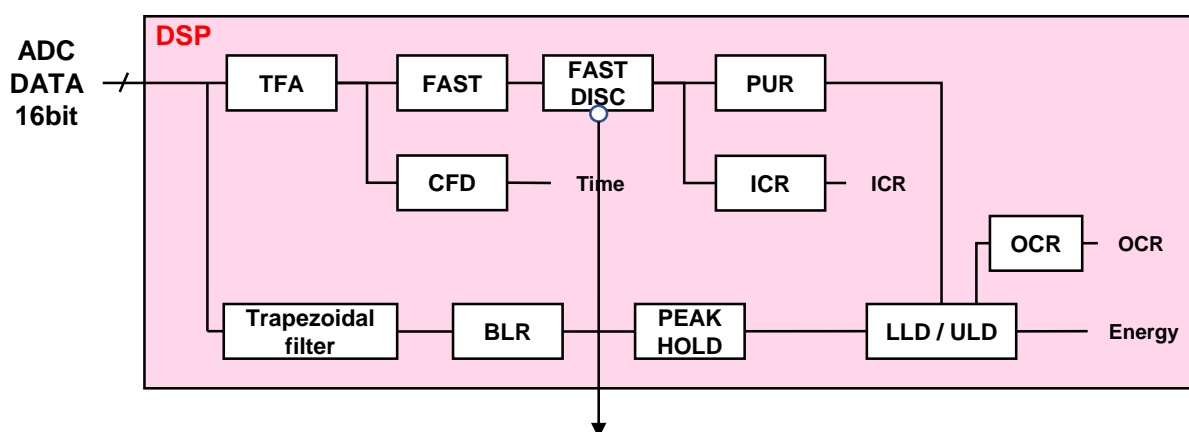 DSP
ADC
DATA
16bit
TFA
FAST
FAST
DISC
PUR
CFD
Time
ICR
ICR
OCR
OCR
Trapezoidal
filter
BLR
PEAK
HOLD
LLD / ULD
Energy